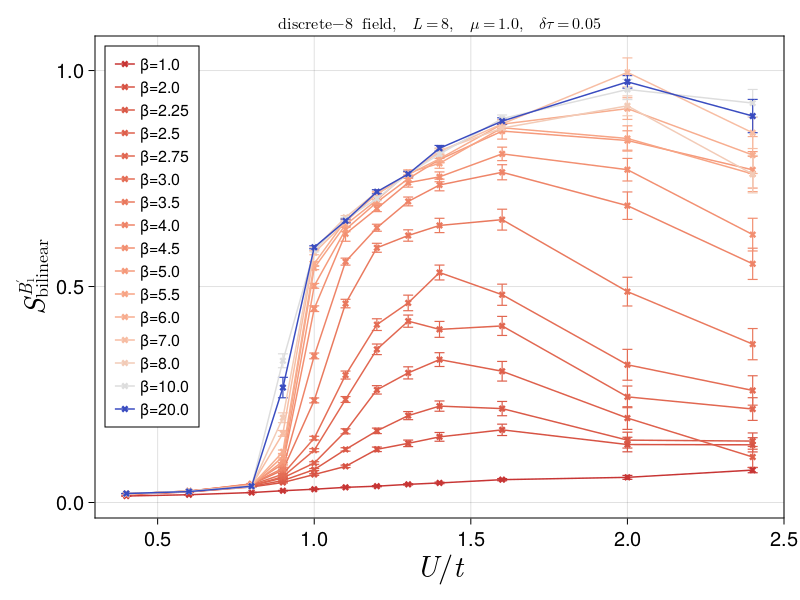 discrete−8 field, L = 8, μ = 1.0, δτ = 0.05
1.0
0.5
0.0
β=1.0
β=2.0
β=2.25
β=2.5
β=2.75
β=3.0
β=3.5
β=4.0
β=4.5
β=5.0
β=5.5
β=6.0
β=7.0
β=8.0
β=10.0
β=20.0
S^{B_1^′}_{bilinear}
0.5 1.0 1.5 2.0 2.5
U/t